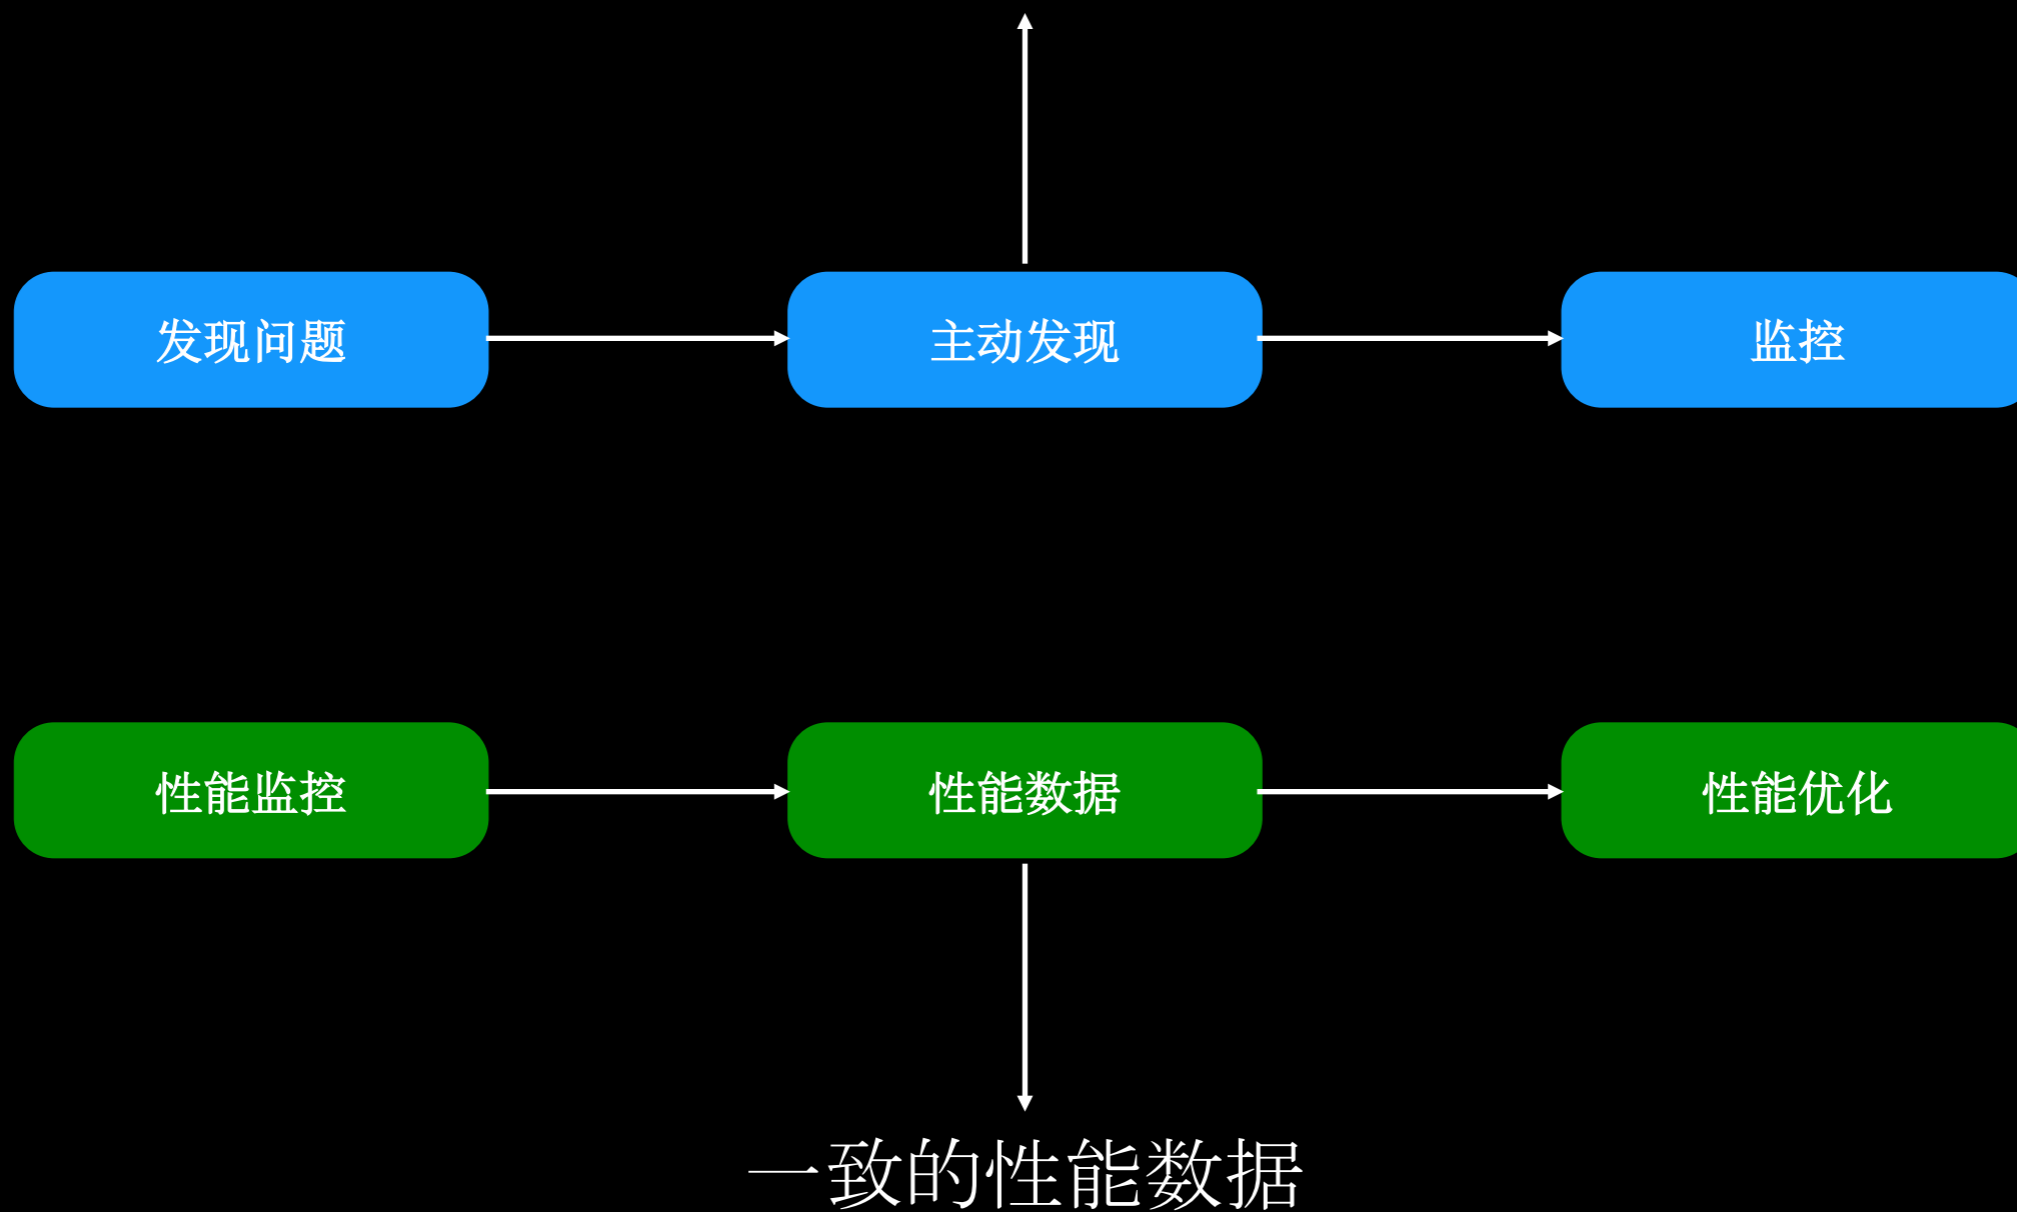 发现问题
主动发现
监控
性能监控
性能数据
性能优化
一致的性能数据